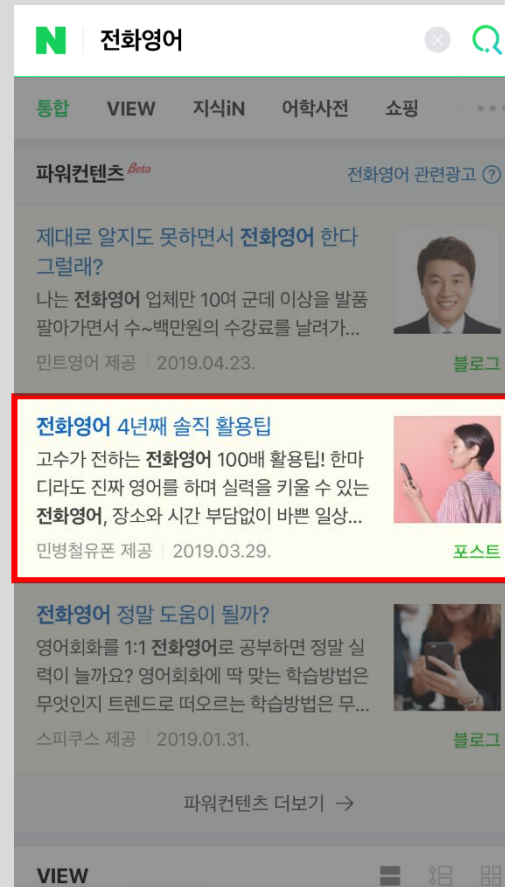 N 전화영어
통합 VIEW 지식iN 어학사전 쇼핑
파워컨텐츠 Beta 전화영어 관련광고 ?
제대로 알지도 못하면서 전화영어 한다
그럴래?
나는 전화영어 업체만 10여 군데 이상을 발품
팔아가면서 수~백만원의 수강료를 날려가...
민트영어 제공 2019.04.23. 블로그
전화영어 4년째 솔직 활용팁
고수가 전하는 전화영어 100배 활용팁! 한마
디라도 진짜 영어를 하며 실력을 키울 수 있는
전화영어, 장소와 시간 부담없이 바쁜 일상...
민병철유폰 제공 2019.03.29. 포스트
전화영어 정말 도움이 될까?
영어회화를 1:1 전화영어로 공부하면 정말 실
력이 늘까요? 영어회화에 딱 맞는 학습방법은
무엇인지 트렌드로 떠오르는 학습방법은 무...
스피쿠스 제공 2019.01.31. 블로그
파워컨텐츠 더보기 →
VIEW